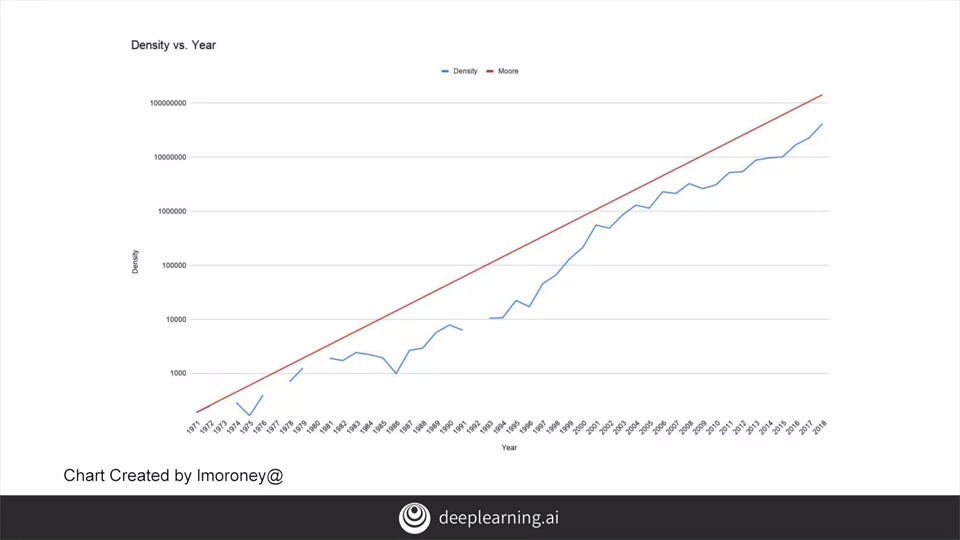 Density vs. Year
Density Moore
100000000
10000000
1000000
100000
10000
1000
Density
1971 1972 1973 1974 1975 1976 1977 1978 1979 1980 1981 1982 1983 1984 1985 1986 1987 1988 1989 1990 1991 1992 1993 1994 1995 1996 1997 1998 1999 2000 2001 2002 2003 2004 2005 2006 2007 2008 2009 2010 2011 2012 2013 2014 2015 2016 2017 2018
Year
Chart Created by lmoroney@
deeplearning.ai